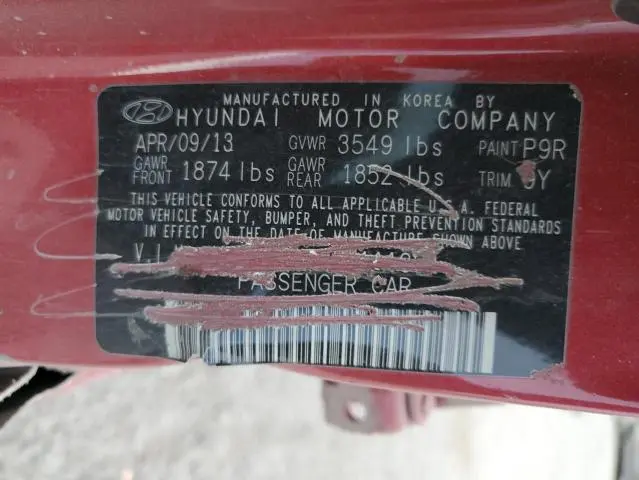 MANUFACTURED IN KOREA BY
HYUNDAI MOTOR COMPANY
APR/09/13 GVWR 3549 lbs PAINT P9R
GAWR FRONT 1874 lbs GAWR REAR 1852 lbs TRIM
THIS VEHICLE CONFORMS TO ALL APPLICABLE U.S.A. FEDERAL
MOTOR VEHICLE SAFETY, BUMPER, AND THEFT PREVENTION STANDARDS
IN EFFECT ON THE DATE OF MANUFACTURE SHOWN ABOVE
PASSENGER CAR